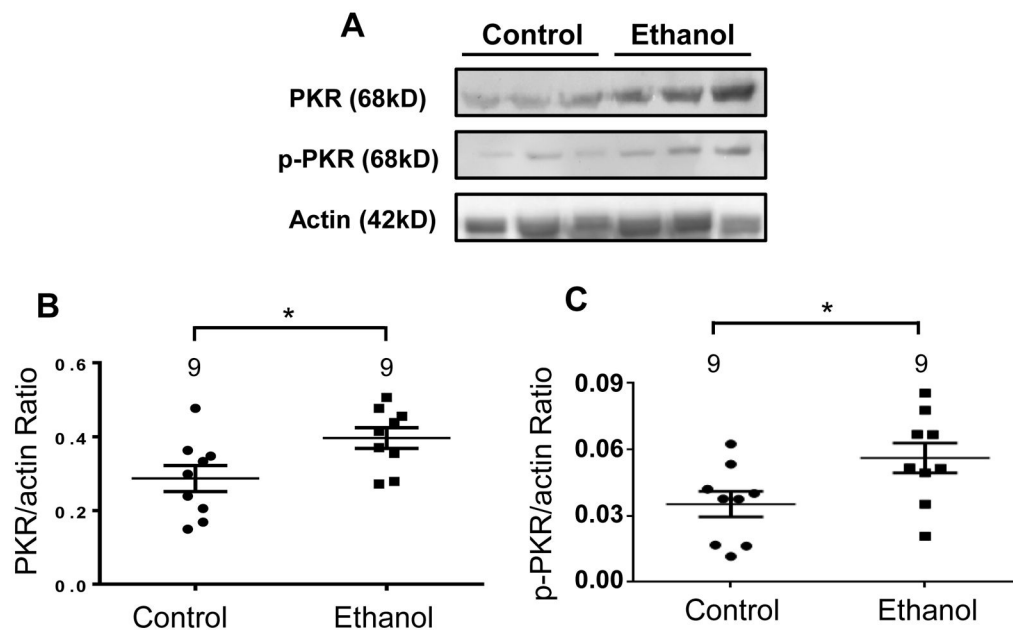 A
Control Ethanol
PKR (68kD)
p-PKR (68kD)
Actin (42kD)
B
*
9 9
PKR/actin Ratio
0.6
0.4
0.2
0.0
Control Ethanol
C
*
9 9
p-PKR/actin Ratio
0.09
0.06
0.03
0.00
Control Ethanol